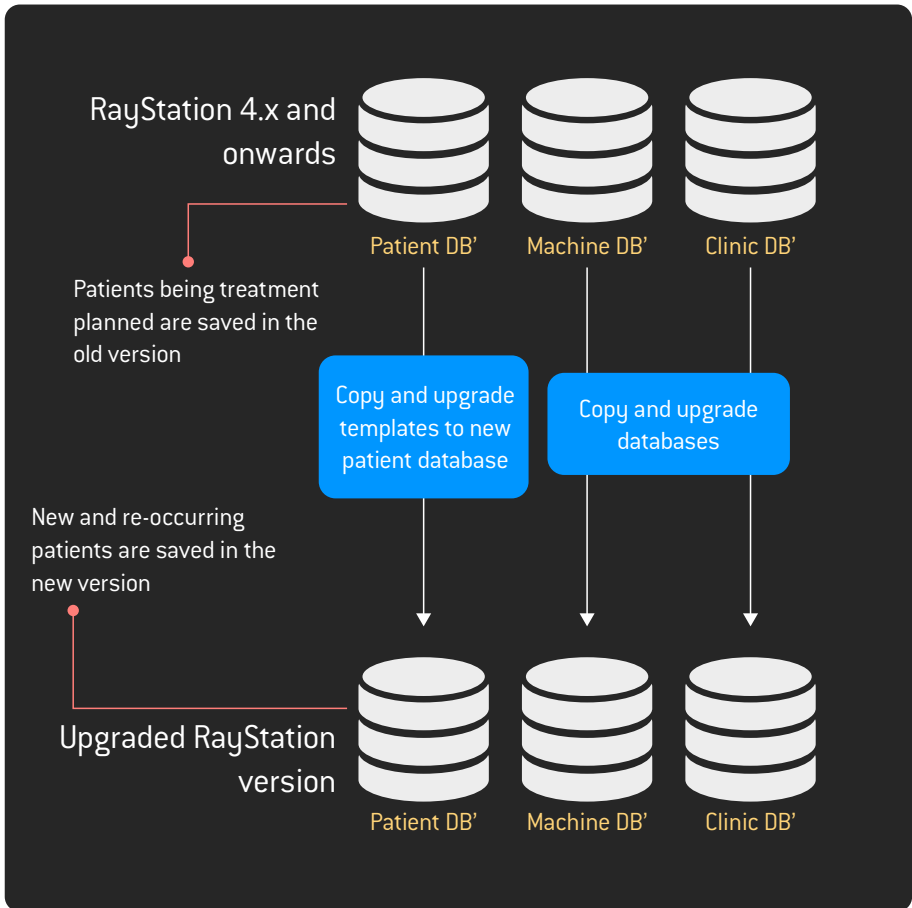 RayStation 4.x and
onwards
Patient DB’
Machine DB’
Clinic DB’
Patients being treatment
planned are saved in the
old version
Copy and upgrade
templates to new
patient database
Copy and upgrade
databases
New and re-occurring
patients are saved in the
new version
Upgraded RayStation
version
Patient DB’
Machine DB’
Clinic DB’